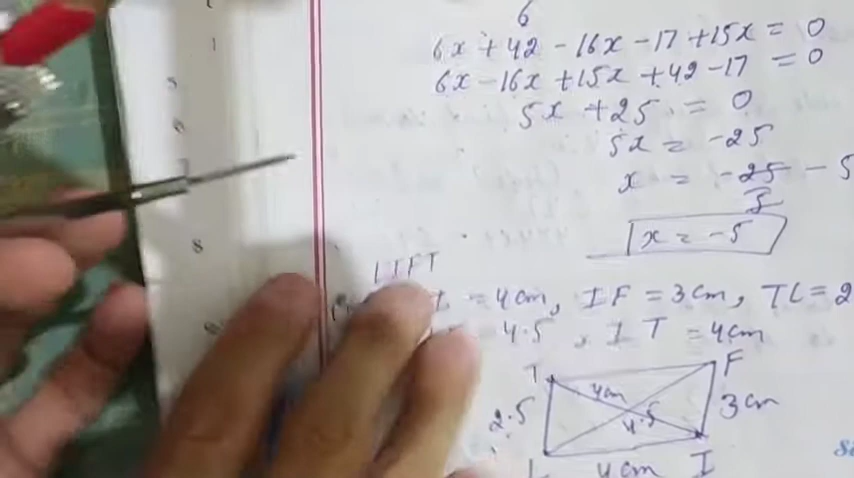 6
6x + 42 - 16x - 17 + 15x = 0
6x - 16x + 15x + 42 - 17 = 0
5x + 25 = 0
5x = -25
x = -25 - 5
5
x = -5
8
LIFT
= 4cm, IF = 3cm, TL = 2
= 4.5, IT = 4cm
T F
4cm
2.5 4.5 3cm
L 4cm I